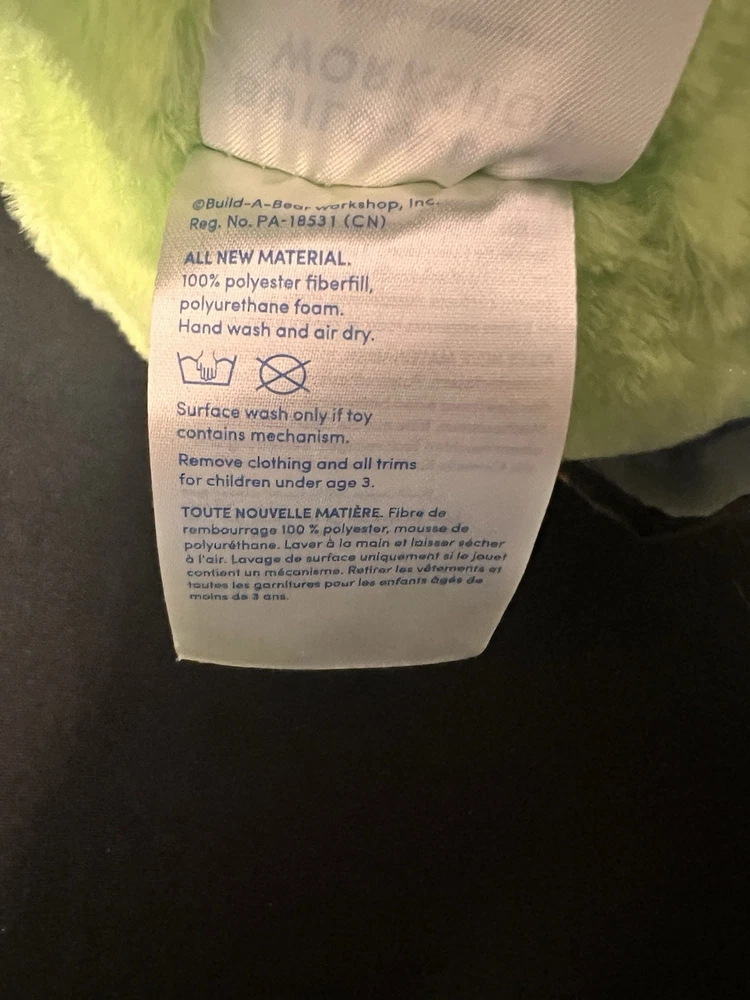 ©Build-A-Bear Workshop, Inc.
Reg. No. PA-18531 (CN)
ALL NEW MATERIAL.
100% polyester fiberfill,
polyurethane foam.
Hand wash and air dry.
Surface wash only if toy
contains mechanism.
Remove clothing and all trims
for children under age 3.
TOUTE NOUVELLE MATIÈRE. Fibre de
rembourrage 100 % polyester, mousse de
polyuréthane. Laver à la main et laisser sécher
à l'air. Lavage de surface uniquement si le jouet
contient un mécanisme. Retirer les vêtements et
toutes les garnitures pour les enfants âgés de
moins de 3 ans.